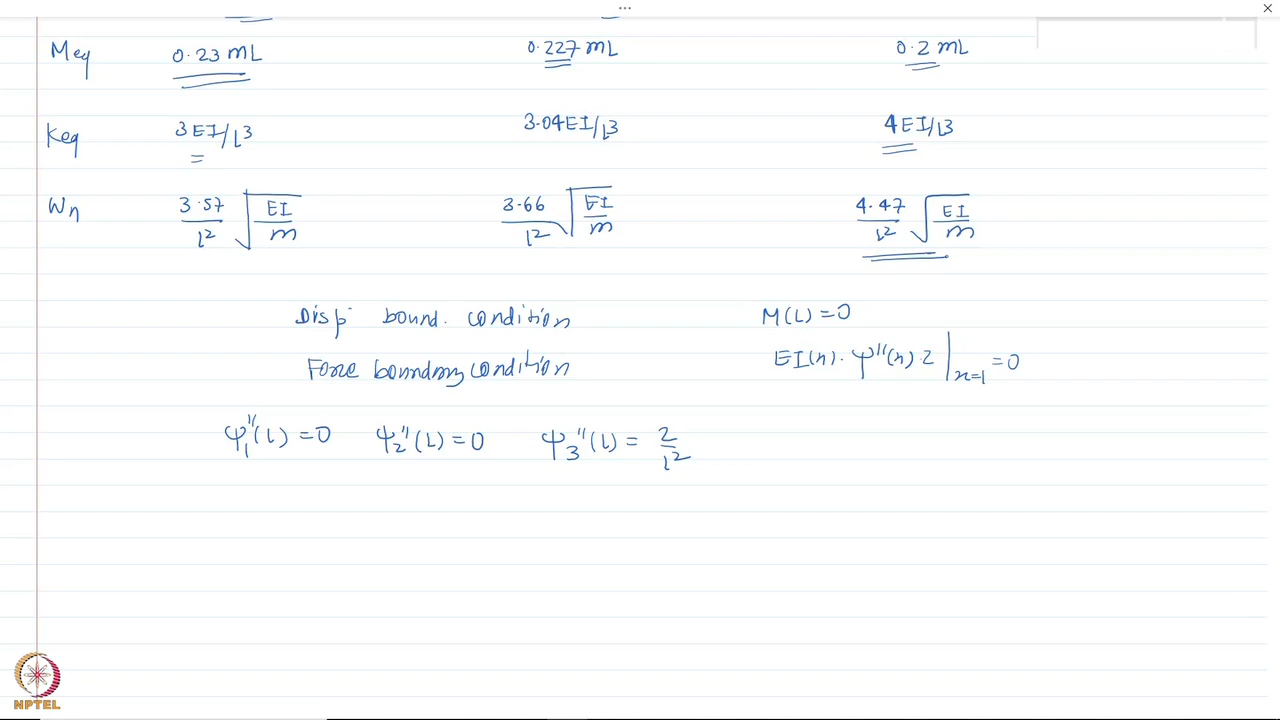 Meq 0.23 mL 0.227 mL 0.2 mL
Keq 3EI/L3 3.04EI/L3 4EI/L3
Wn 3.57/L2 √EI/m 3.66/L2 √EI/m 4.47/L2 √EI/m
Disp bound. condition M(L)=0
Force boundary condition EI(x). ψ''(x).z |x=L =0
ψ1''(L)=0 ψ2''(L)=0 ψ3''(L)= 2/L2
NPTEL